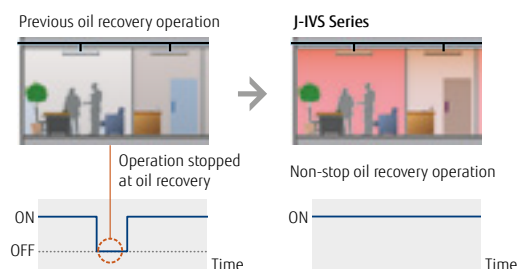 Previous oil recovery operation
J-IVS Series
Operation stopped
at oil recovery
Non-stop oil recovery operation
ON
OFF
Time
ON
Time